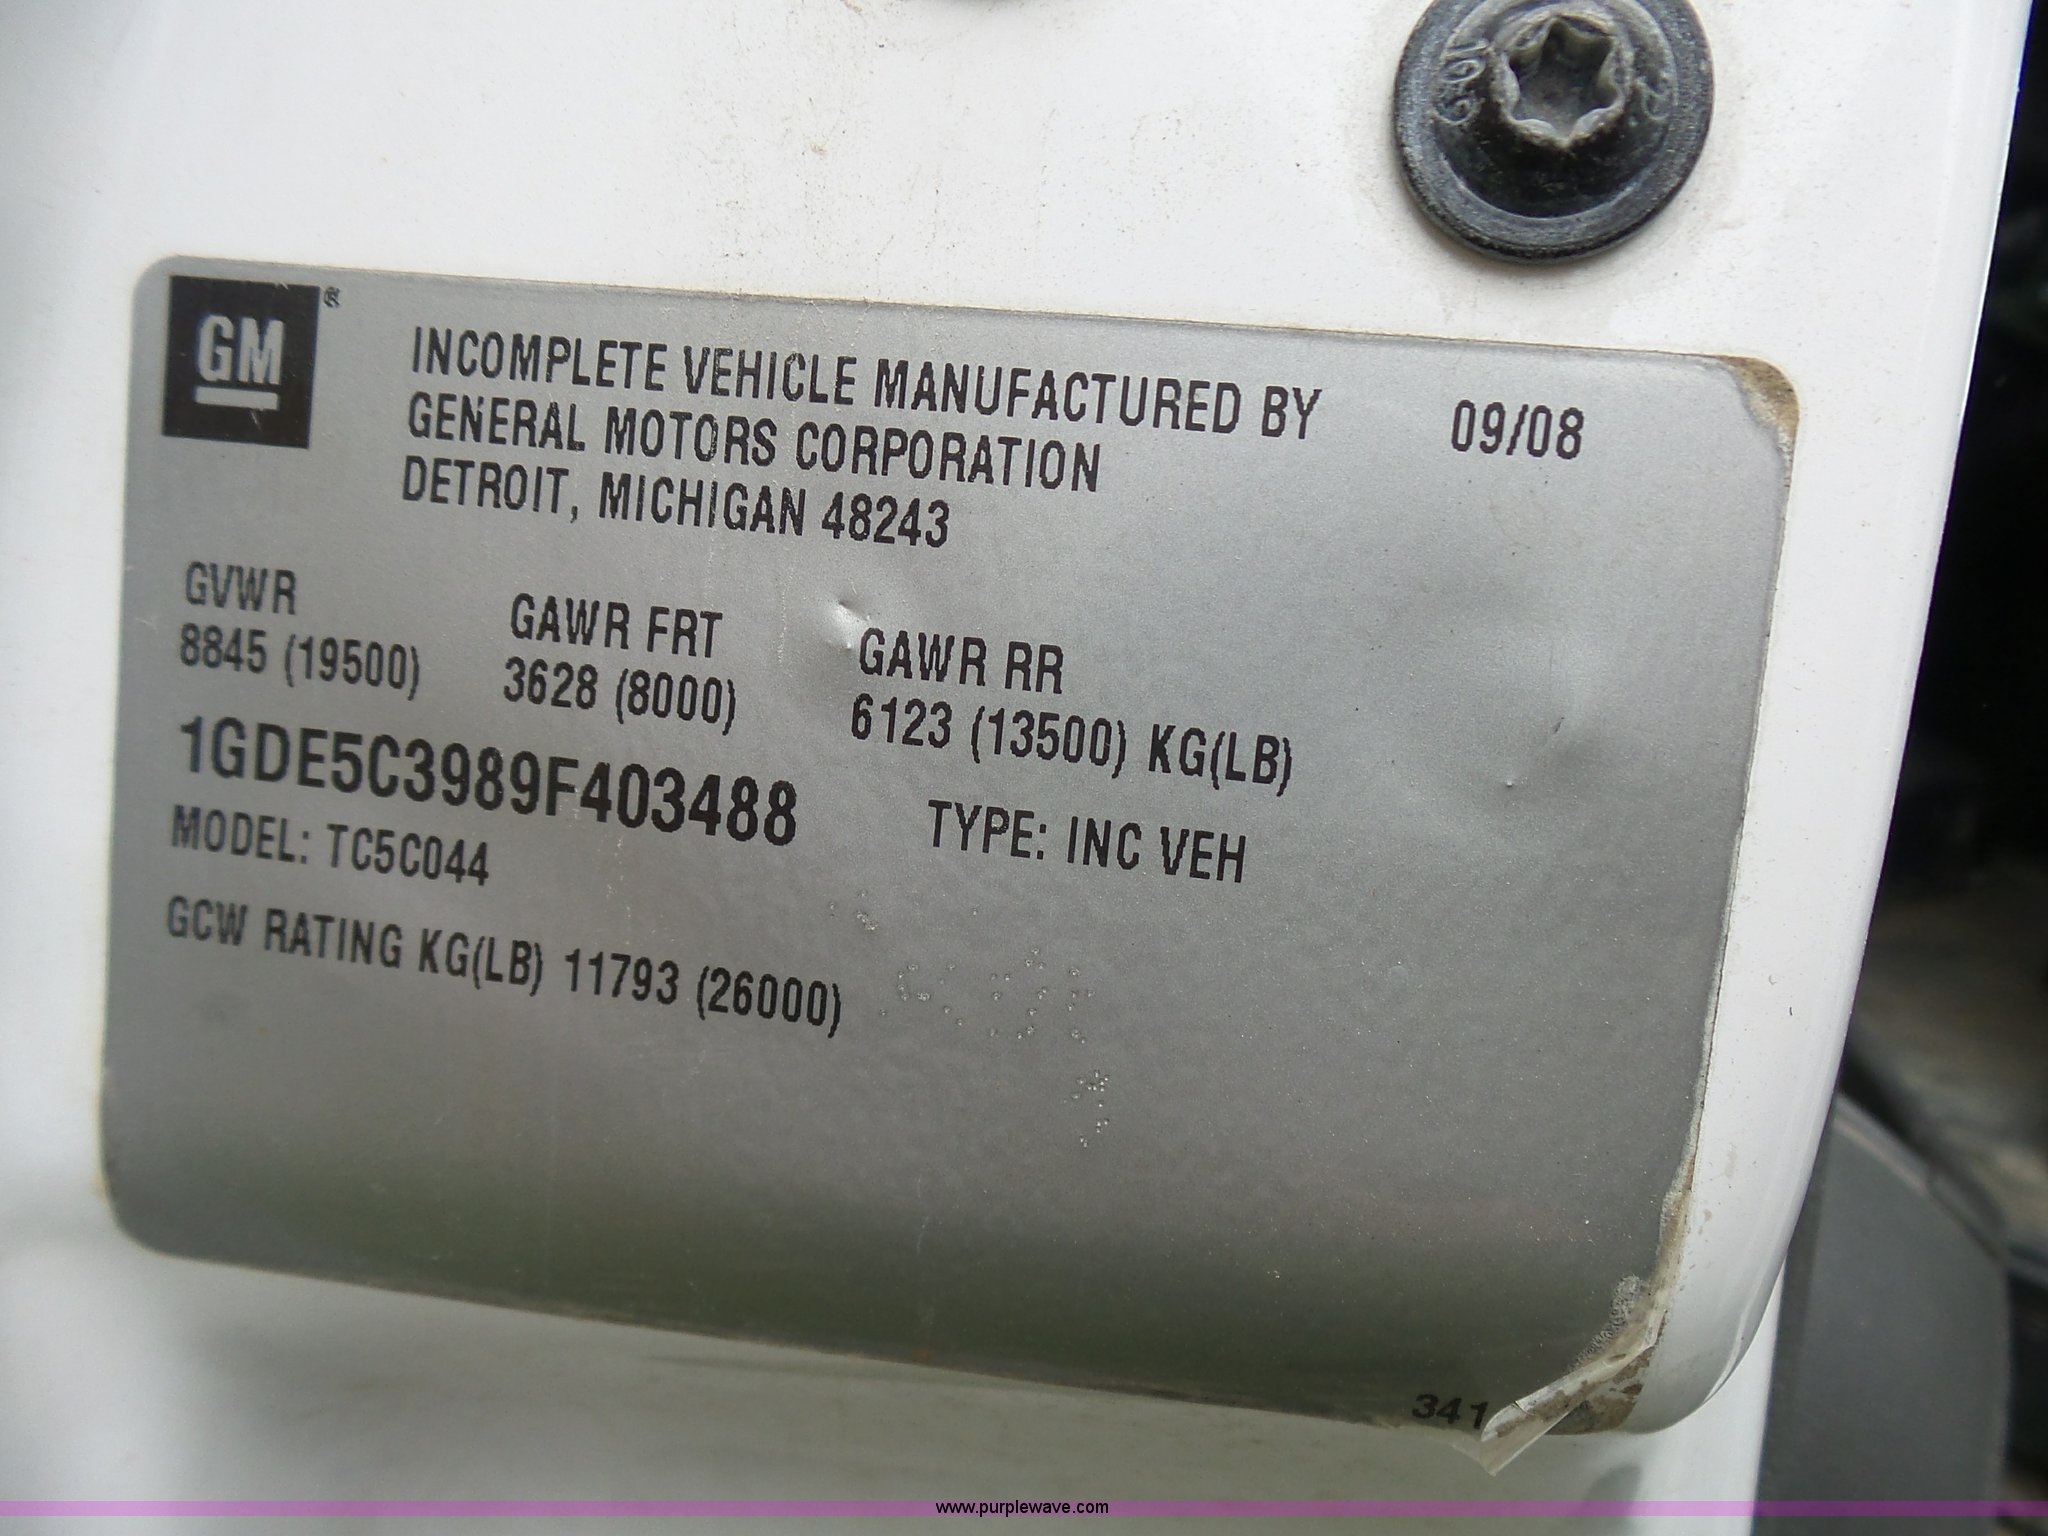 GM®
INCOMPLETE VEHICLE MANUFACTURED BY 09/08
GENERAL MOTORS CORPORATION
DETROIT, MICHIGAN 48243
GVWR GAWR FRT GAWR RR
8845 (19500) 3628 (8000) 6123 (13500) KG(LB)
1GDE5C3989F403488
MODEL: TC5C044 TYPE: INC VEH
GCW RATING KG(LB) 11793 (26000)
341
www.purplewave.com